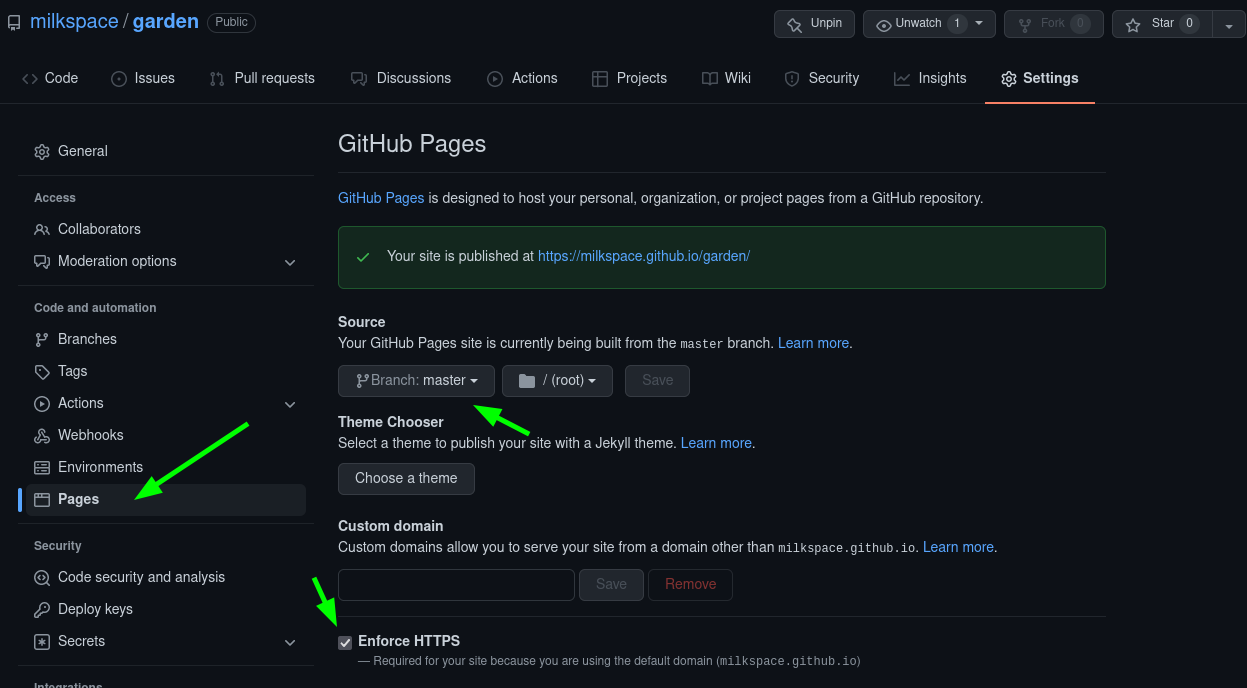 milkspace / garden Public
Unpin
Unwatch 1
Fork 0
Star 0
Code
Issues
Pull requests
Discussions
Actions
Projects
Wiki
Security
Insights
Settings
General
Access
Collaborators
Moderation options
Code and automation
Branches
Tags
Actions
Webhooks
Environments
Pages
Security
Code security and analysis
Deploy keys
Secrets
Integrations
GitHub Pages
GitHub Pages is designed to host your personal, organization, or project pages from a GitHub repository.
Your site is published at https://milkspace.github.io/garden/
Source
Your GitHub Pages site is currently being built from the master branch. Learn more.
Branch: master
/ (root)
Save
Theme Chooser
Select a theme to publish your site with a Jekyll theme. Learn more.
Choose a theme
Custom domain
Custom domains allow you to serve your site from a domain other than milkspace.github.io. Learn more.
Save
Remove
Enforce HTTPS
— Required for your site because you are using the default domain (milkspace.github.io)